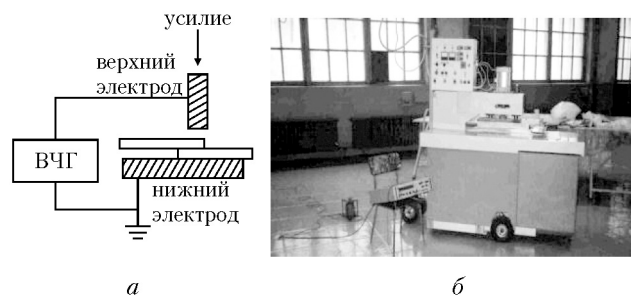 усилие
верхний
электрод
ВЧГ
нижний
электрод
а
б